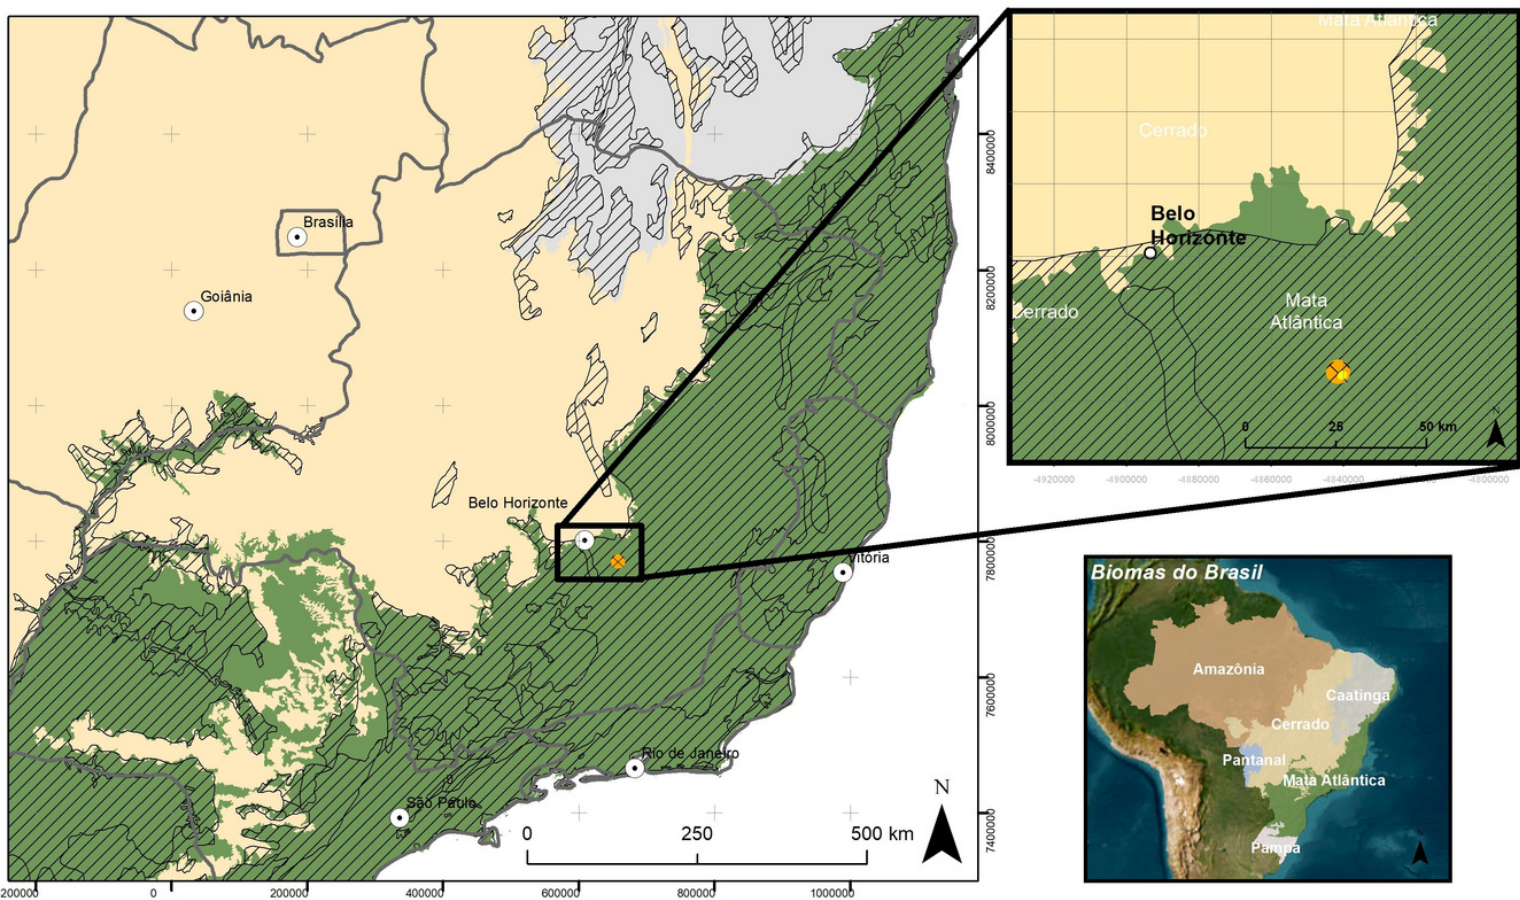 Brasília
Goiânia
Belo Horizonte
Vitória
Rio de Janeiro
São Paulo
N
0 250 500 km
200000 0 200000 400000 600000 800000 1000000
8400000
8200000
8000000
7800000
7600000
7400000
Mata Atlântica
Cerrado
Belo
Horizonte
Cerrado
Mata
Atlântica
N
0 25 50 km
-4920000 -4900000 -4880000 -4860000 -4840000 -4800000
Biomas do Brasil
Amazônia
Caatinga
Cerrado
Pantanal
Mata Atlântica
Pampa